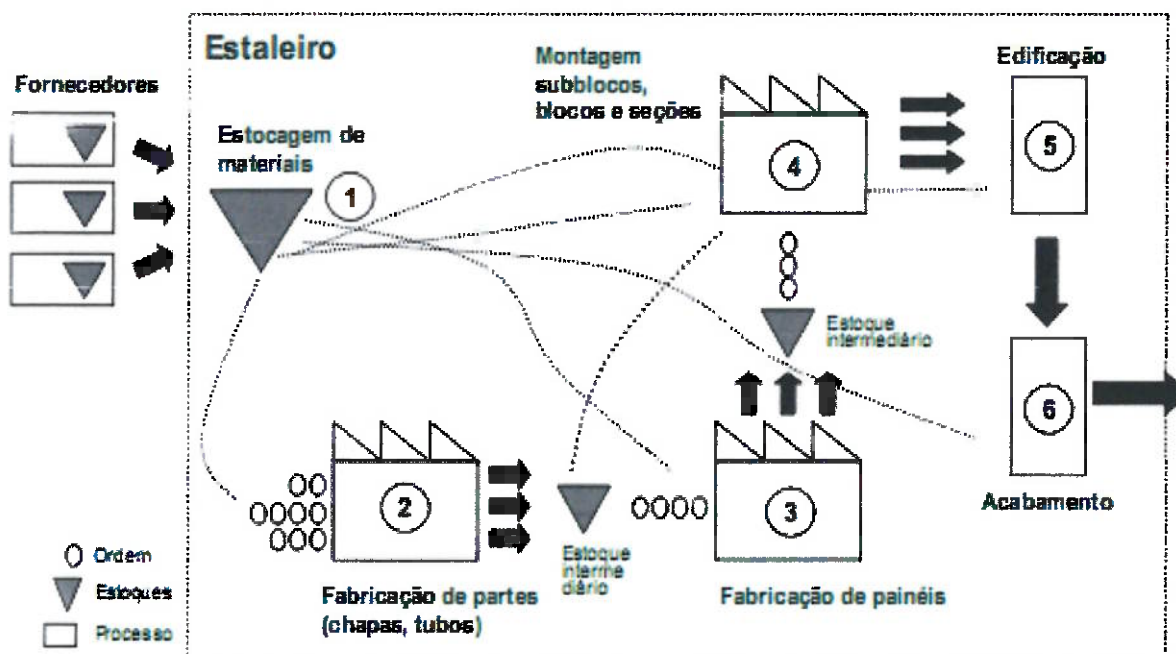 Estaleiro
Fornecedores
Estocagem de
materiais
1
Montagem
subblocos,
blocos e seções
4
Edificação
5
Estoque
intermediário
6
Acabamento
2
3
Estoque
interme
diário
Fabricação de partes
(chapas, tubos)
Fabricação de painéis
Ordem
Estoques
Processo